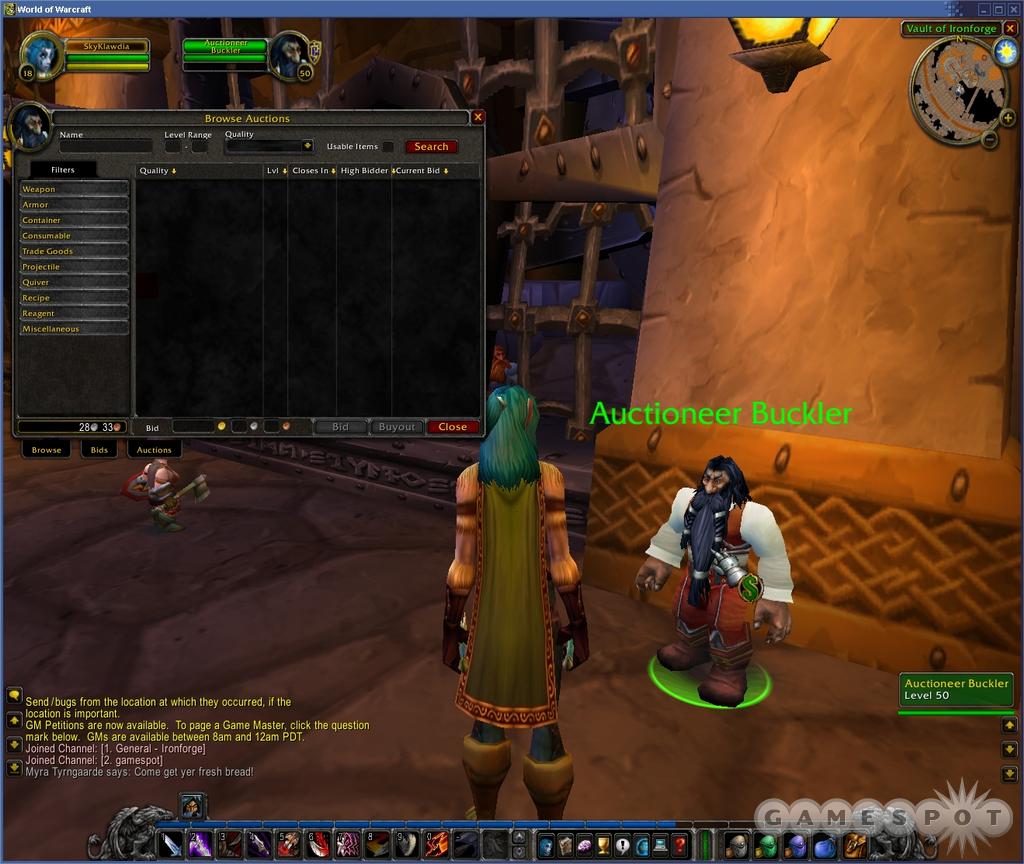 World of Warcraft
SkyKlawdia
18
Auctioneer
Buckler
50
Vault of Ironforge
N
Browse Auctions
Name
Level Range
Quality
-
Usable Items
Search
Filters
Quality
Lvl
Closes In
High Bidder
Current Bid
Weapon
Armor
Container
Consumable
Trade Goods
Projectile
Quiver
Recipe
Reagent
Miscellaneous
28 33
Bid
Bid
Buyout
Close
Browse
Bids
Auctions
Auctioneer Buckler
Send /bugs from the location at which they occurred, if the
location is important.
GM Petitions are now available. To page a Game Master, click the question
mark below. GMs are available between 8am and 12am PDT.
Joined Channel: [1. General - Ironforge]
Joined Channel: [2. gamespot]
Myra Tyrngaarde says: Come get yer fresh bread!
Auctioneer Buckler
Level 50
GAMESPOT